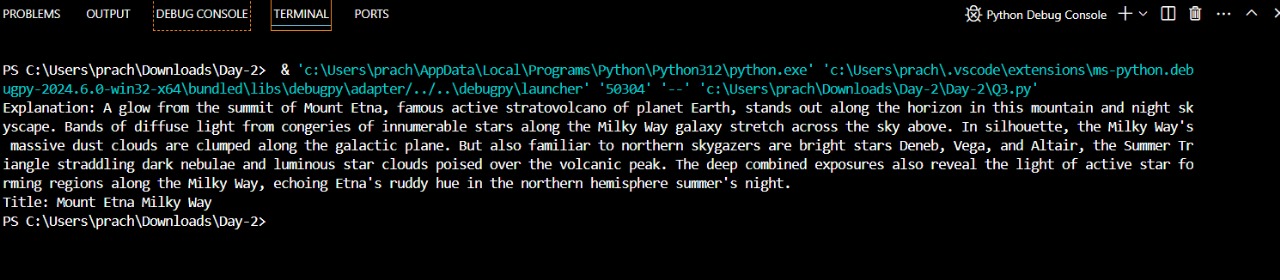 PROBLEMS OUTPUT DEBUG CONSOLE TERMINAL PORTS Python Debug Console
PS C:\Users\prach\Downloads\Day-2>  & 'c:\Users\prach\AppData\Local\Programs\Python\Python312\python.exe' 'c:\Users\prach\.vscode\extensions\ms-python.deb
ugpy-2024.6.0-win32-x64\bundled\libs\debugpy\adapter/../..\debugpy\launcher' '50304' '--' 'c:\Users\prach\Downloads\Day-2\Day-2\Q3.py'
Explanation: A glow from the summit of Mount Etna, famous active stratovolcano of planet Earth, stands out along the horizon in this mountain and night sk
yscape. Bands of diffuse light from congeries of innumerable stars along the Milky Way galaxy stretch across the sky above. In silhouette, the Milky Way's
 massive dust clouds are clumped along the galactic plane. But also familiar to northern skygazers are bright stars Deneb, Vega, and Altair, the Summer Tr
iangle straddling dark nebulae and luminous star clouds poised over the volcanic peak. The deep combined exposures also reveal the light of active star fo
rming regions along the Milky Way, echoing Etna's ruddy hue in the northern hemisphere summer's night.
Title: Mount Etna Milky Way
PS C:\Users\prach\Downloads\Day-2>